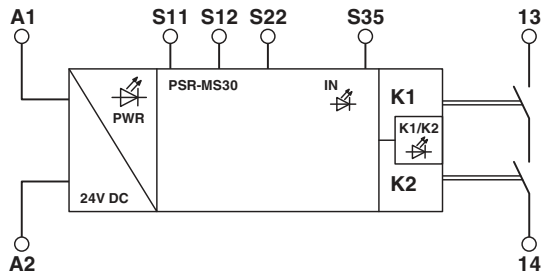 A1 S11 S12 S22 S35 13
PSR-MS30 IN K1
PWR K1/K2
24V DC K2
A2 14